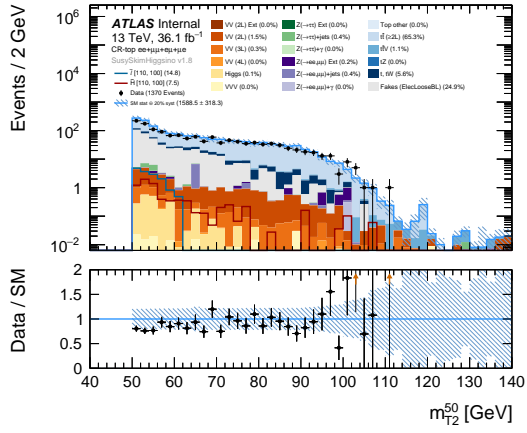 ATLAS Internal
13 TeV, 36.1 fb⁻¹
CR-top ee+μμ+eμ+μe
SusySkimHiggsino v1.8
l̃ [110, 100] (14.8)
H̃ [110, 100] (7.5)
Data (1370 Events)
SM stat ⊕ 20% syst (1588.5 ± 318.3)
VV (2L) Ext (0.0%)
VV (2L) (1.5%)
VV (3L) (0.3%)
VV (4L) (0.0%)
Higgs (0.1%)
VVV (0.0%)
Z(→ττ) Ext (0.0%)
Z(→ττ)+jets (0.4%)
Z(→ττ)+γ (0.0%)
Z(→ee,μμ) Ext (0.2%)
Z(→ee,μμ)+jets (0.4%)
Z(→ee,μμ)+γ (0.0%)
Top other (0.0%)
tt̄ (≥2L) (65.3%)
tt̄V (1.1%)
tZ (0.0%)
t, tW (5.6%)
Fakes (ElecLooseBL) (24.9%)
Events / 2 GeV
10⁶
10⁴
10²
1
10⁻²
Data / SM
2
1.5
1
0.5
0
40 50 60 70 80 90 100 110 120 130 140
m_T2^50 [GeV]